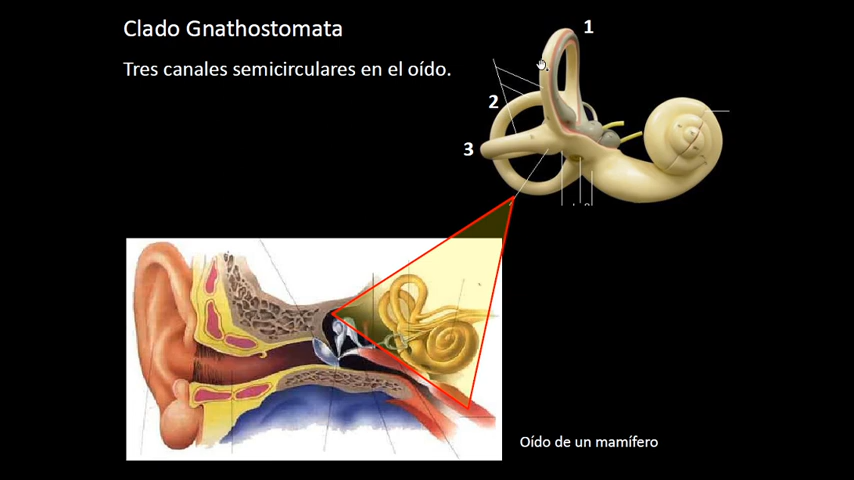 Clado Gnathostomata
Tres canales semicirculares en el oído.
1
2
3
Oído de un mamífero